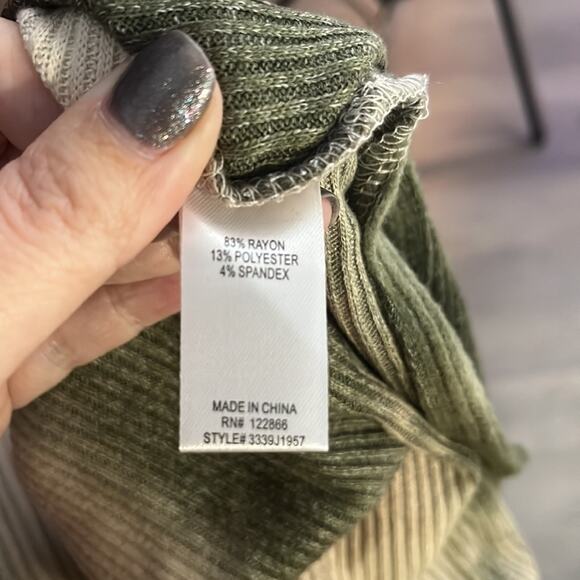 83% RAYON
13% POLYESTER
4% SPANDEX
MADE IN CHINA
RN# 122866
STYLE# 3339J1957